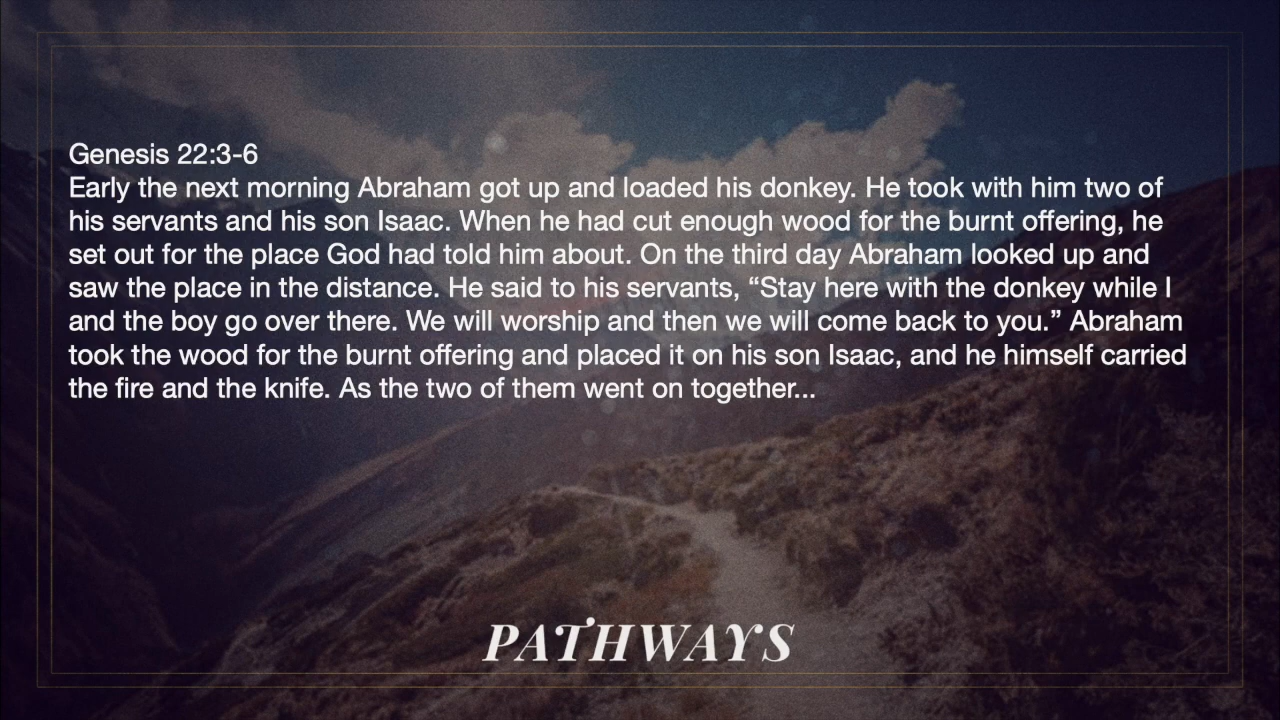 Genesis 22:3-6
Early the next morning Abraham got up and loaded his donkey. He took with him two of
his servants and his son Isaac. When he had cut enough wood for the burnt offering, he
set out for the place God had told him about. On the third day Abraham looked up and
saw the place in the distance. He said to his servants, “Stay here with the donkey while I
and the boy go over there. We will worship and then we will come back to you.” Abraham
took the wood for the burnt offering and placed it on his son Isaac, and he himself carried
the fire and the knife. As the two of them went on together...
PATHWAYS